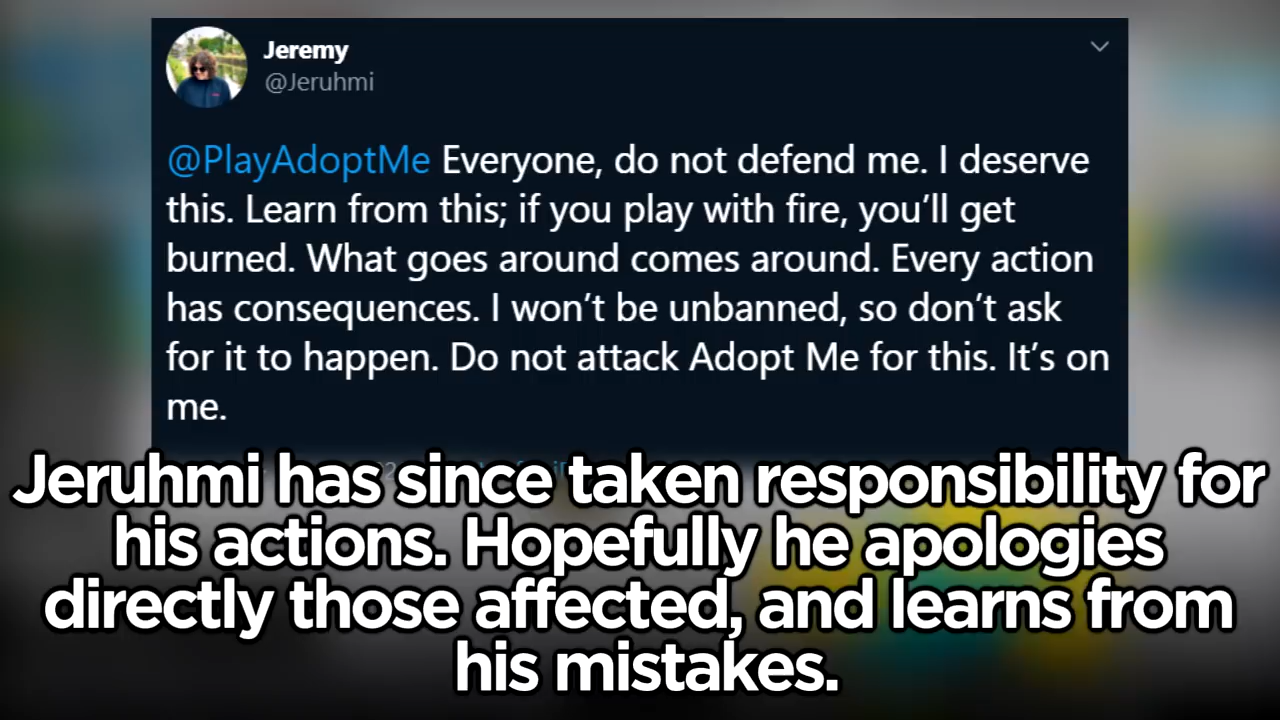 Jeremy
@Jeruhmi
@PlayAdoptMe Everyone, do not defend me. I deserve
this. Learn from this; if you play with fire, you’ll get
burned. What goes around comes around. Every action
has consequences. I won’t be unbanned, so don’t ask
for it to happen. Do not attack Adopt Me for this. It’s on
me.
Jeruhmi has since taken responsibility for
his actions. Hopefully he apologies
directly those affected, and learns from
his mistakes.